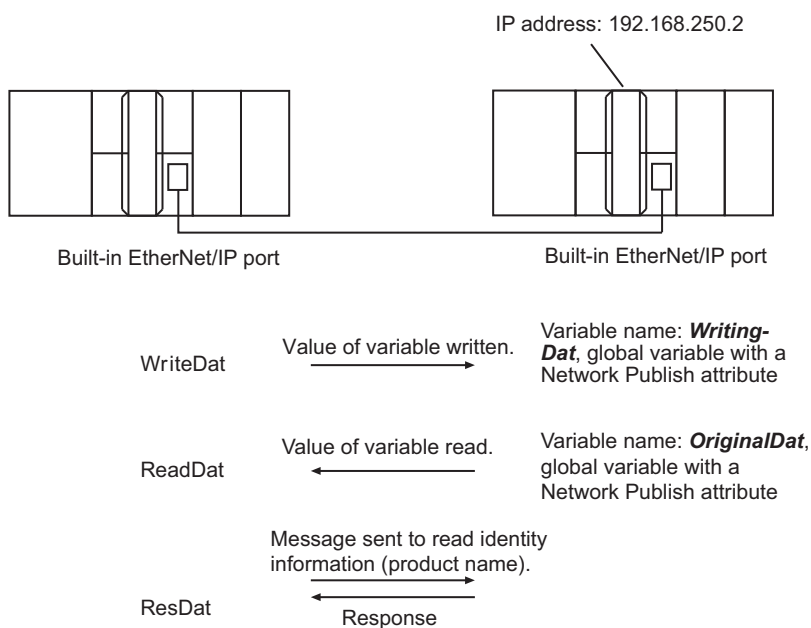 IP address: 192.168.250.2
Built-in EtherNet/IP port
Built-in EtherNet/IP port
WriteDat
Value of variable written.
Variable name: Writing-
Dat, global variable with a
Network Publish attribute
ReadDat
Value of variable read.
Variable name: OriginalDat,
global variable with a
Network Publish attribute
Message sent to read identity
information (product name).
ResDat
Response